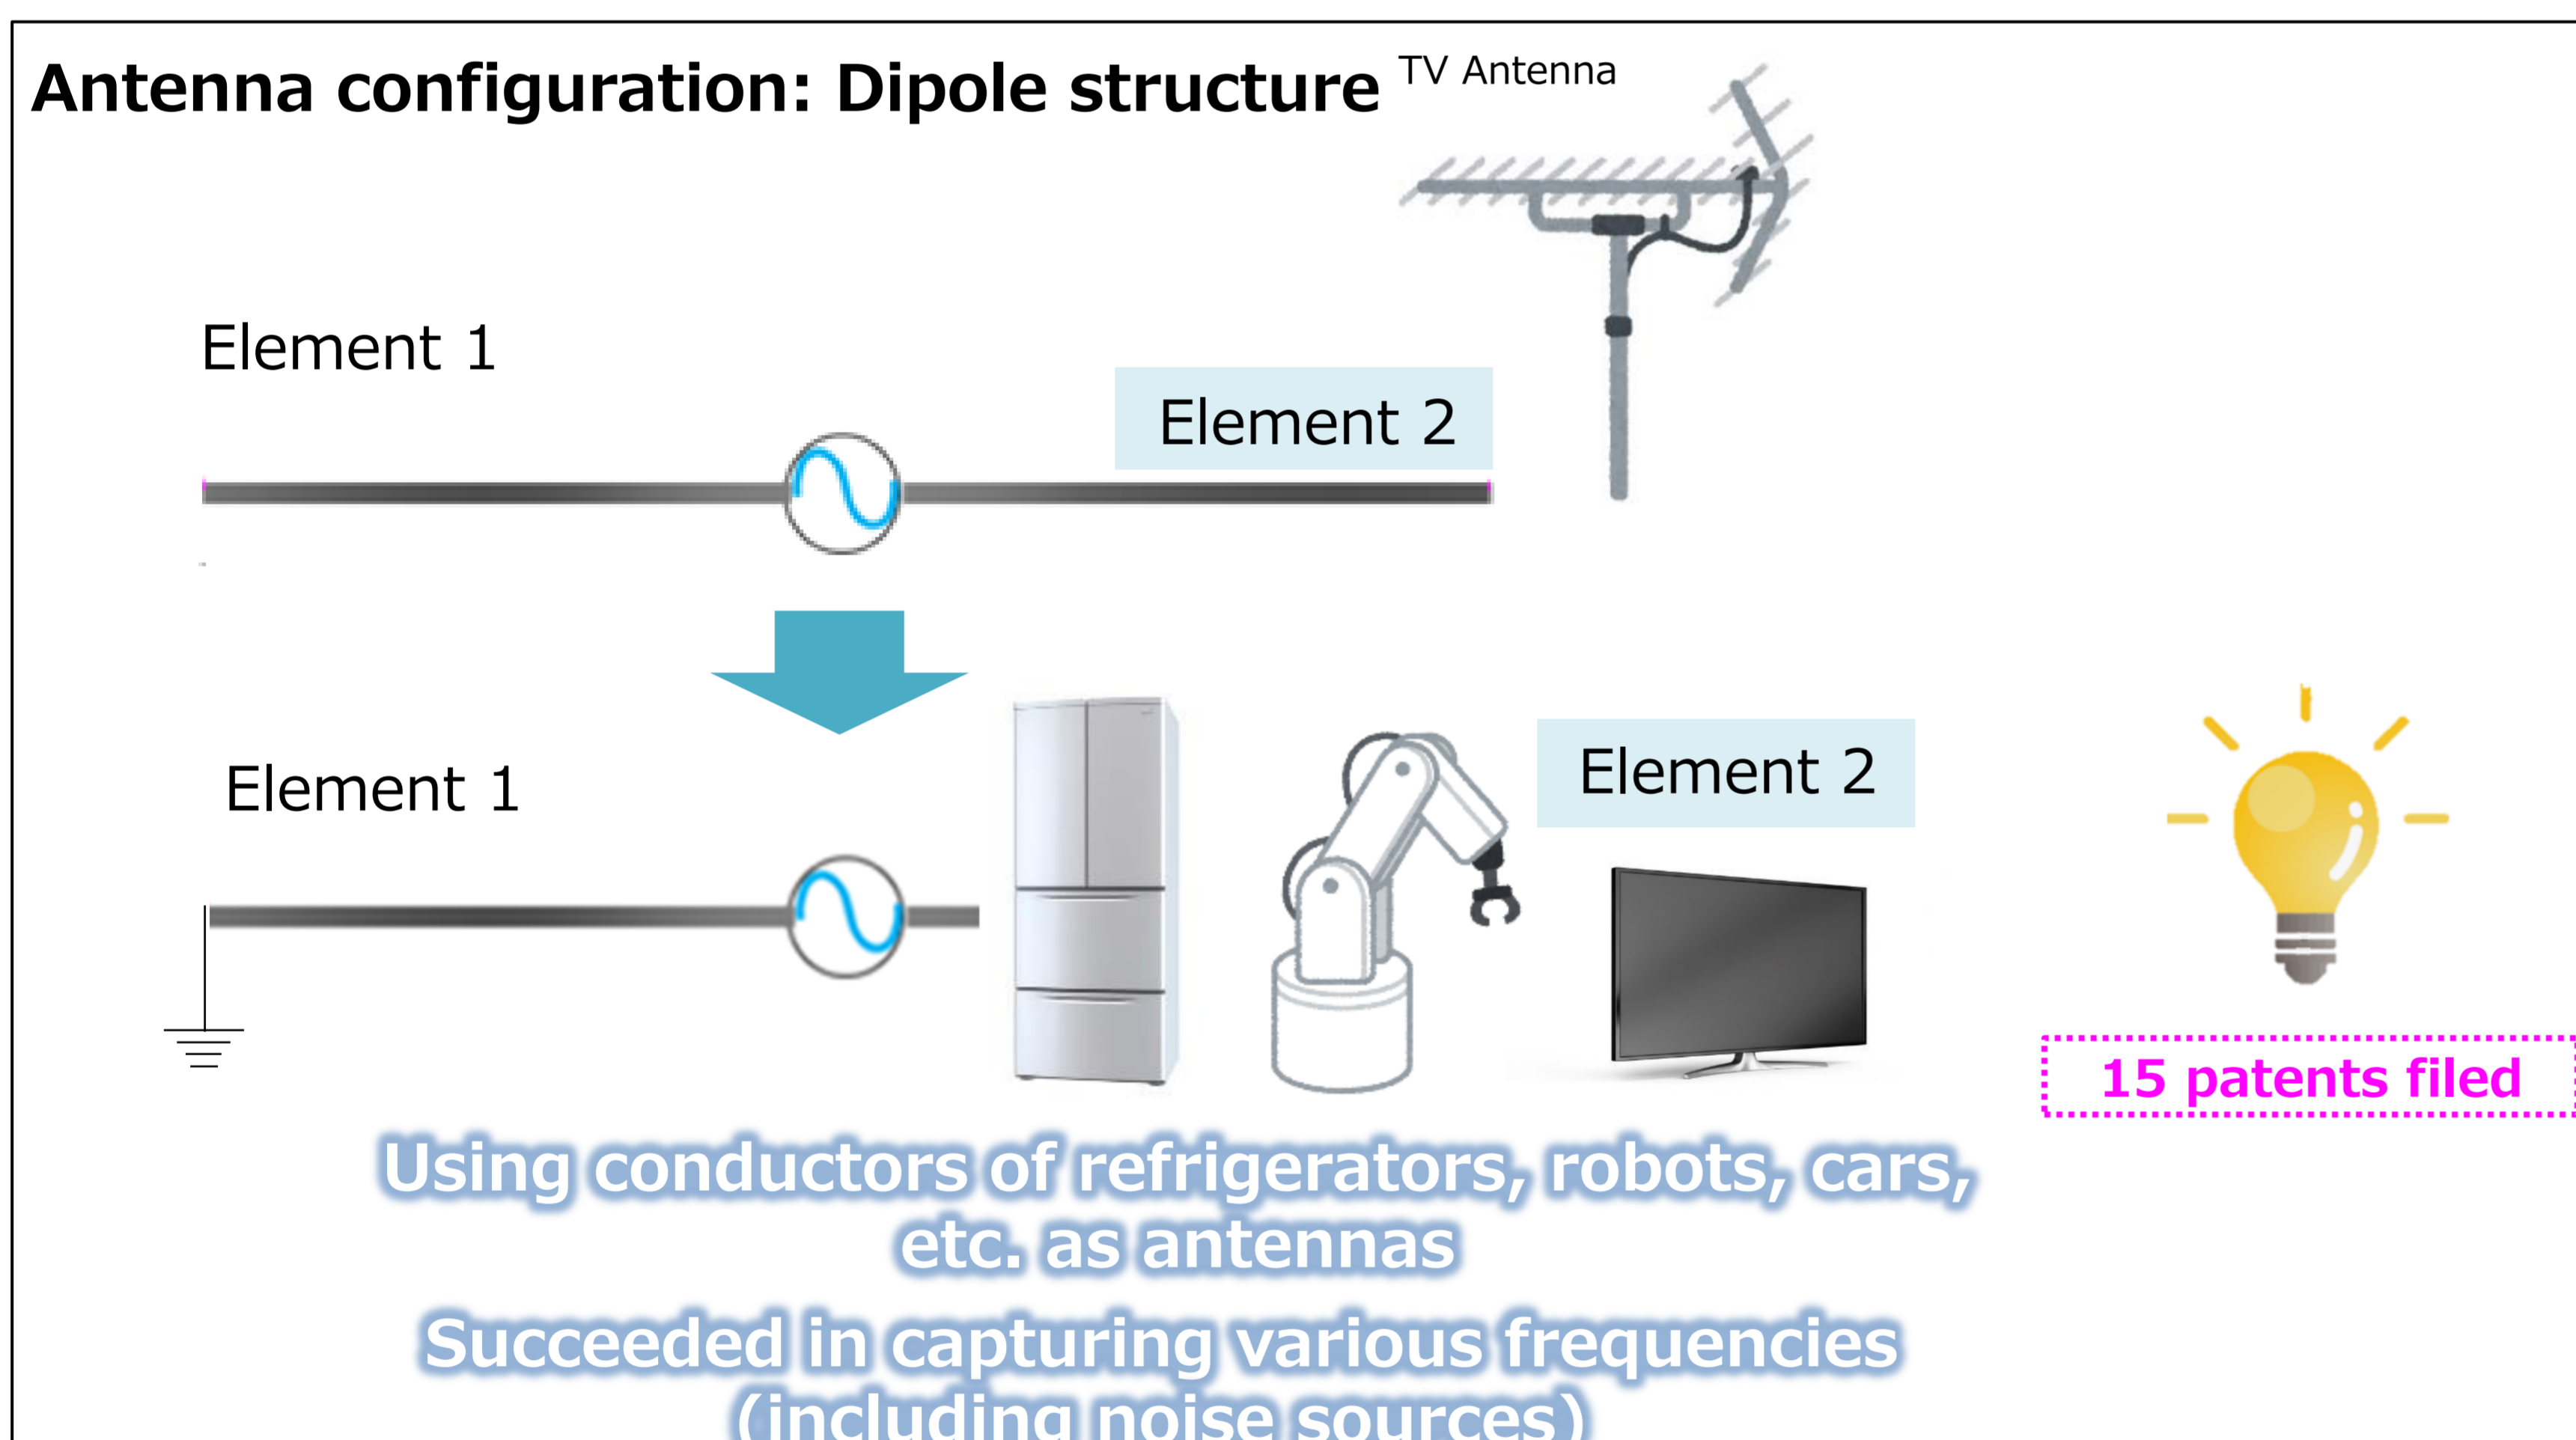 Antenna configuration: Dipole structure
TV Antenna
Element 1
Element 2
Element 1
Element 2
15 patents filed
Using conductors of refrigerators, robots, cars,
etc. as antennas
Succeeded in capturing various frequencies
(including noise sources)